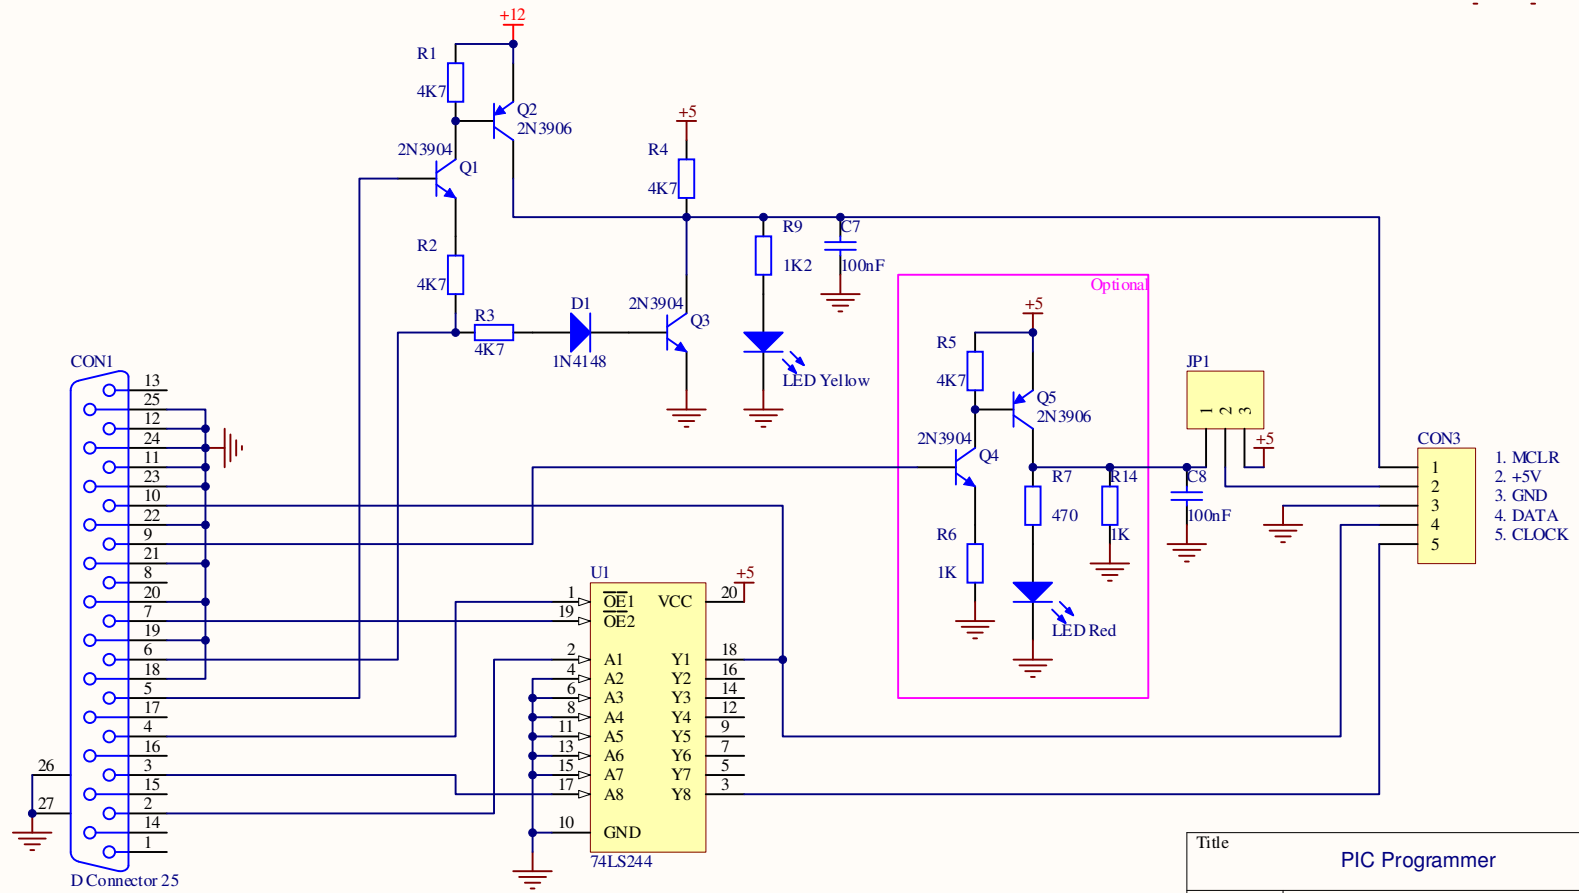 +12
R1
4K7
Q2
2N3906
2N3904
Q1
+5
R4
4K7
R2
4K7
R9
1K2
C7
100nF
D1
R3
4K7
1N4148
2N3904
Q3
LED Yellow
Optional
+5
R5
4K7
Q5
2N3906
2N3904
Q4
R7
470
R14
1K
R6
1K
LED Red
JP1
1
2
3
+5
C8
100nF
CON3
1
2
3
4
5
1. MCLR
2. +5V
3. GND
4. DATA
5. CLOCK
CON1
13
25
12
24
11
23
10
22
9
21
8
20
7
19
6
18
5
17
4
16
3
15
2
14
1
26
27
D Connector 25
U1
+5
1 OE1 VCC 20
19 OE2
2 A1 Y1 18
4 A2 Y2 16
6 A3 Y3 14
8 A4 Y4 12
11 A5 Y5 9
13 A6 Y6 7
15 A7 Y7 5
17 A8 Y8 3
10 GND
74LS244
Title
PIC Programmer